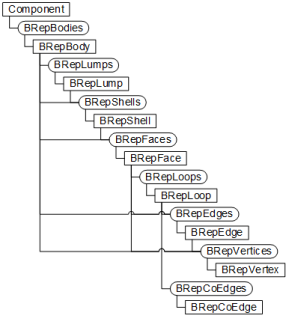 Component
BRepBodies
BRepBody
BRepLumps
BRepLump
BRepShells
BRepShell
BRepFaces
BRepFace
BRepLoops
BRepLoop
BRepEdges
BRepEdge
BRepVertices
BRepVertex
BRepCoEdges
BRepCoEdge